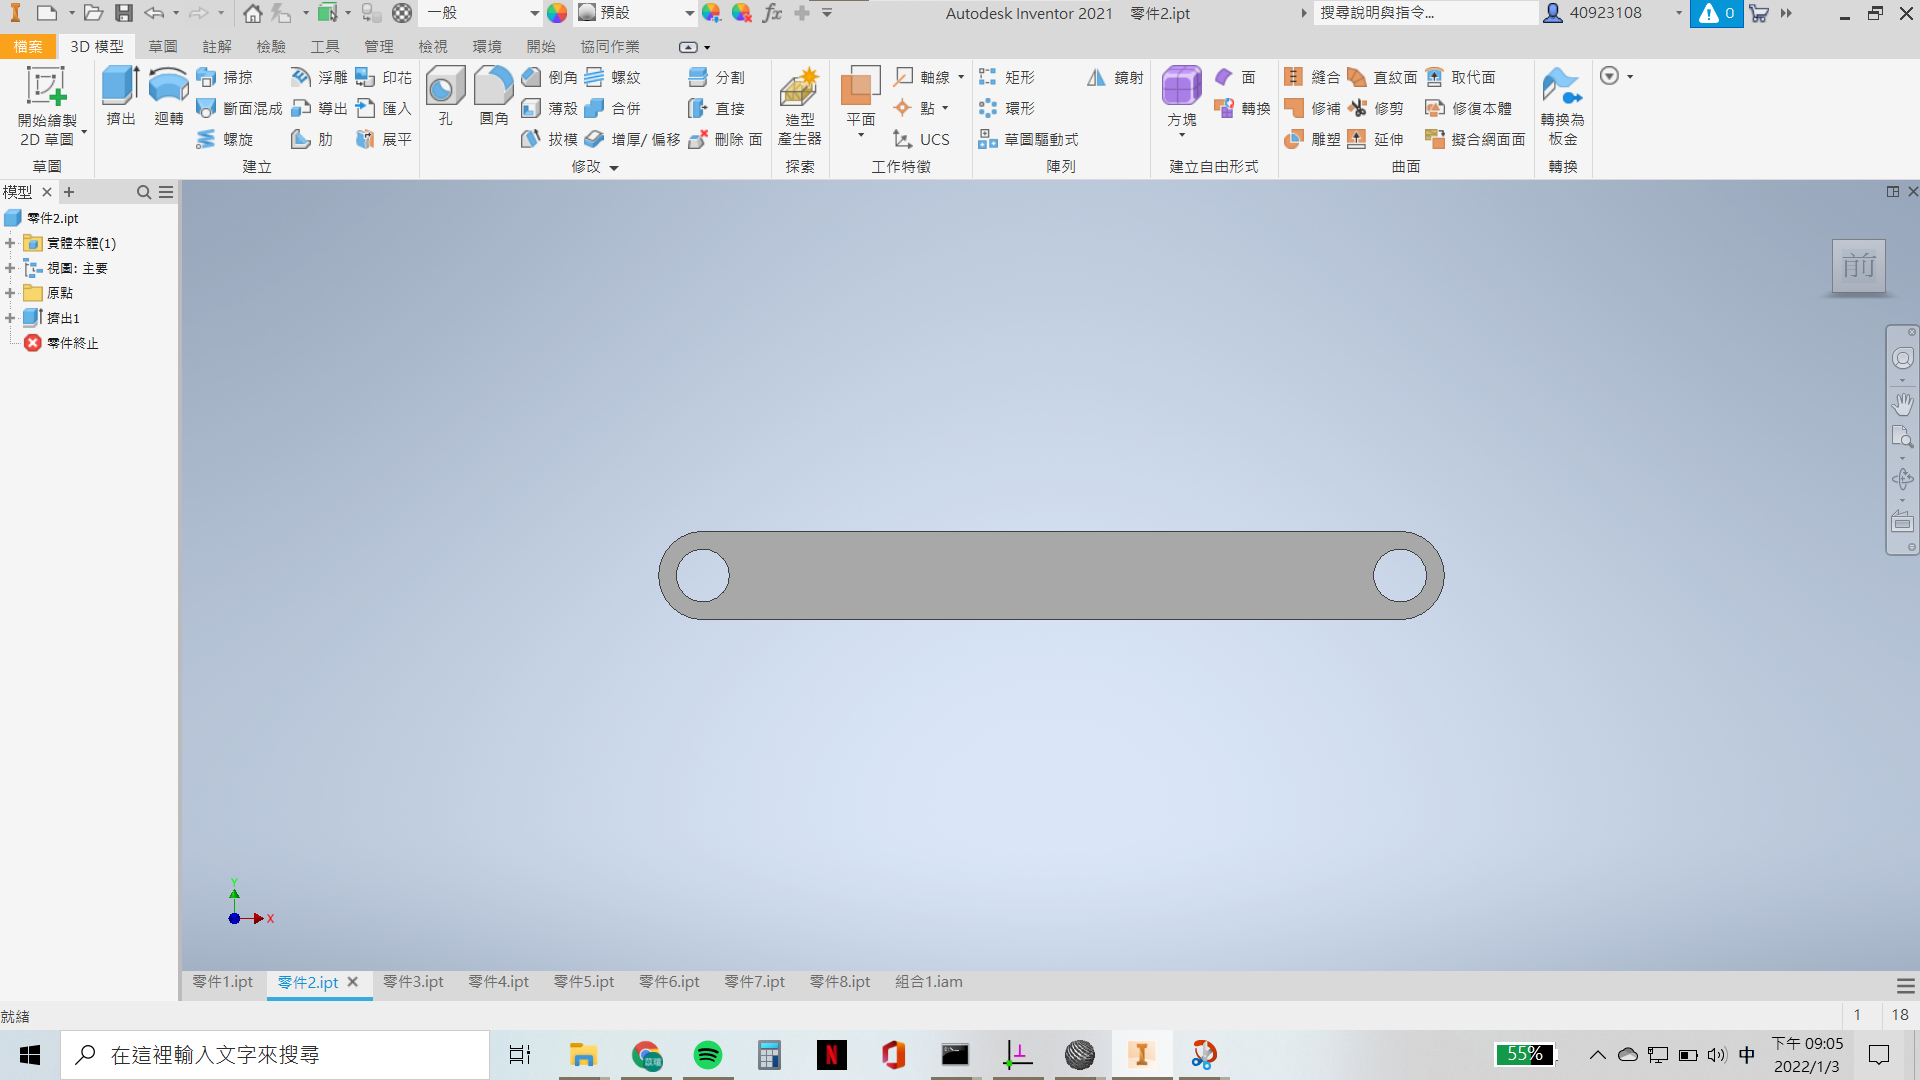 一般
預設
Autodesk Inventor 2021 零件2.ipt
搜尋說明與指令...
40923108
0
檔案 3D 模型 草圖 註解 檢驗 工具 管理 檢視 環境 開始 協同作業
開始繪製
2D 草圖
草圖
擠出
迴轉
掃掠
斷面混成
螺旋
浮雕
導出
肋
印花
匯入
展平
建立
孔
圓角
倒角
薄殼
拔模
螺紋
合併
增厚/ 偏移
分割
直接
刪除 面
修改
造型
產生器
探索
平面
軸線
點
UCS
工作特徵
矩形
環形
草圖驅動式
鏡射
陣列
方塊
面
轉換
建立自由形式
縫合
修補
雕塑
直紋面
修剪
延伸
取代面
修復本體
擬合網面面
曲面
轉換為
板金
轉換
模型
零件2.ipt
實體本體(1)
視圖: 主要
原點
擠出1
零件終止
前
Y
X
零件1.ipt 零件2.ipt 零件3.ipt 零件4.ipt 零件5.ipt 零件6.ipt 零件7.ipt 零件8.ipt 組合1.iam
就緒
1 18
在這裡輸入文字來搜尋
55%
中
下午 09:05
2022/1/3